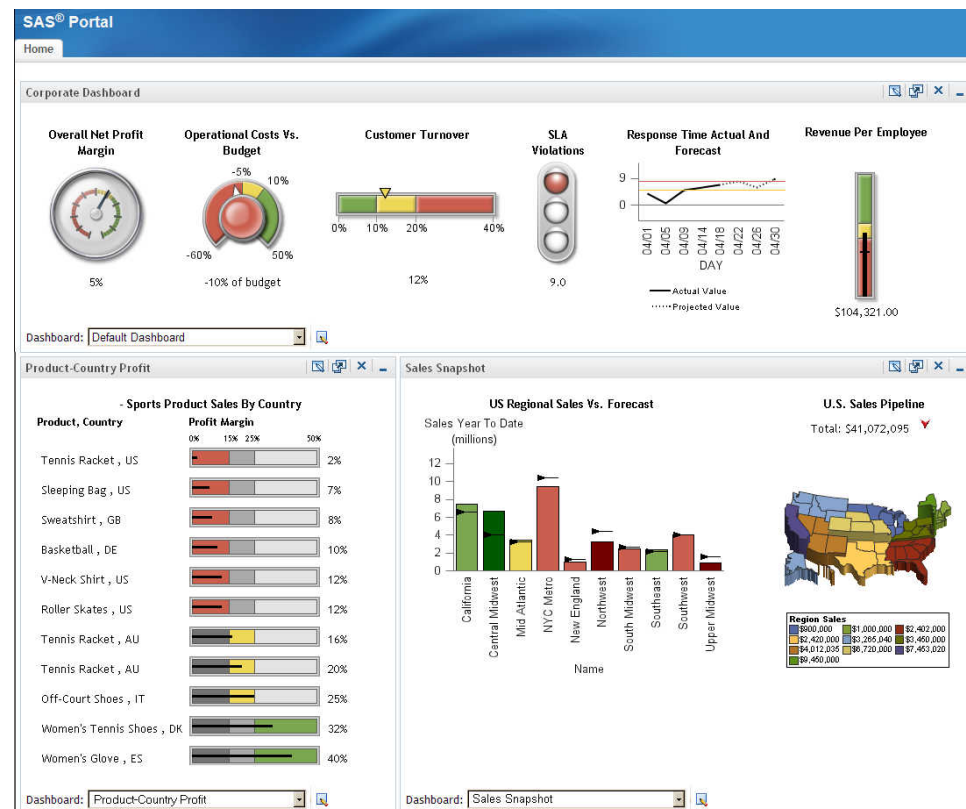 SAS® Portal
Home
Corporate Dashboard
Overall Net Profit Margin
5%
Operational Costs Vs. Budget
-5%
10%
-60%
50%
-10% of budget
Customer Turnover
0% 10% 20% 40%
12%
SLA Violations
9.0
Response Time Actual And Forecast
9
0
04/01 04/05 04/09 04/14 04/18 04/22 04/26 04/30
DAY
Actual Value
Projected Value
Revenue Per Employee
$104,321.00
Dashboard: Default Dashboard
Product-Country Profit
- Sports Product Sales By Country
Product, Country Profit Margin
0% 15% 25% 50%
Tennis Racket , US 2%
Sleeping Bag , US 7%
Sweatshirt , GB 8%
Basketball , DE 10%
V-Neck Shirt , US 12%
Roller Skates , US 12%
Tennis Racket , AU 16%
Tennis Racket , AU 20%
Off-Court Shoes , IT 25%
Women's Tennis Shoes , DK 32%
Women's Glove , ES 40%
Dashboard: Product-Country Profit
Sales Snapshot
US Regional Sales Vs. Forecast
Sales Year To Date
(millions)
12
10
8
6
4
2
0
California
Central Midwest
Mid Atlantic
NYC Metro
New England
Northwest
South Midwest
Southeast
Southwest
Upper Midwest
Name
U.S. Sales Pipeline
Total: $41,072,095
Region Sales
$900,000 $1,000,000 $2,402,000
$2,420,000 $3,265,040 $3,450,000
$4,012,035 $6,720,000 $7,453,020
$9,450,000
Dashboard: Sales Snapshot